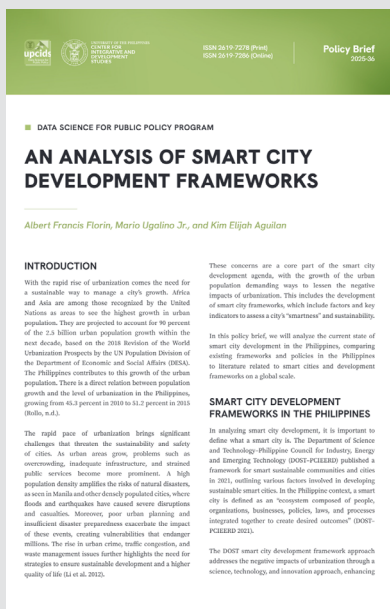 upcids
UNIVERSITY OF THE PHILIPPINES
CENTER FOR
INTEGRATIVE AND
DEVELOPMENT
STUDIES
ISSN 2619-7278 (Print)
ISSN 2619-7286 (Online)
Policy Brief
2025-36
DATA SCIENCE FOR PUBLIC POLICY PROGRAM
AN ANALYSIS OF SMART CITY
DEVELOPMENT FRAMEWORKS
Albert Francis Florin, Mario Ugalino Jr., and Kim Elijah Aguilan
INTRODUCTION
With the rapid rise of urbanization comes the need for
a sustainable way to manage a city's growth. Africa
and Asia are among those recognized by the United
Nations as areas to see the highest growth in urban
population. They are projected to account for 90 percent
of the 2.5 billion urban population growth within the
next decade, based on the 2018 Revision of the World
Urbanization Prospects by the UN Population Division of
the Department of Economic and Social Affairs (DESA).
The Philippines contributes to this growth of the urban
population. There is a direct relation between population
growth and the level of urbanization in the Philippines,
growing from 45.3 percent in 2010 to 51.2 percent in 2015
(Rollo, n.d.).
The rapid pace of urbanization brings significant
challenges that threaten the sustainability and safety
of cities. As urban areas grow, problems such as
overcrowding, inadequate infrastructure, and strained
public services become more prominent. A high
population density amplifies the risks of natural disasters,
as seen in Manila and other densely populated cities, where
floods and earthquakes have caused severe disruptions
and casualties. Moreover, poor urban planning and
insufficient disaster preparedness exacerbate the impact
of these events, creating vulnerabilities that endanger
millions. The rise in urban crime, traffic congestion, and
waste management issues further highlights the need for
strategies to ensure sustainable development and a higher
quality of life (Li et al. 2012).
These concerns are a core part of the smart city
development agenda, with the growth of the urban
population demanding ways to lessen the negative
impacts of urbanization. This includes the development
of smart city frameworks, which include factors and key
indicators to assess a city's "smartness" and sustainability.
In this policy brief, we will analyze the current state of
smart city development in the Philippines, comparing
existing frameworks and policies in the Philippines
to literature related to smart cities and development
frameworks on a global scale.
SMART CITY DEVELOPMENT
FRAMEWORKS IN THE PHILIPPINES
In analyzing smart city development, it is important to
define what a smart city is. The Department of Science
and Technology–Philippine Council for Industry, Energy
and Emerging Technology (DOST–PCIEERD) published a
framework for smart sustainable communities and cities
in 2021, outlining various factors involved in developing
sustainable smart cities. In the Philippine context, a smart
city is defined as an "ecosystem composed of people,
organizations, businesses, policies, laws, and processes
integrated together to create desired outcomes" (DOST–
PCIEERD 2021).
The DOST smart city development framework approach
addresses the negative impacts of urbanization through a
science, technology, and innovation approach, enhancing